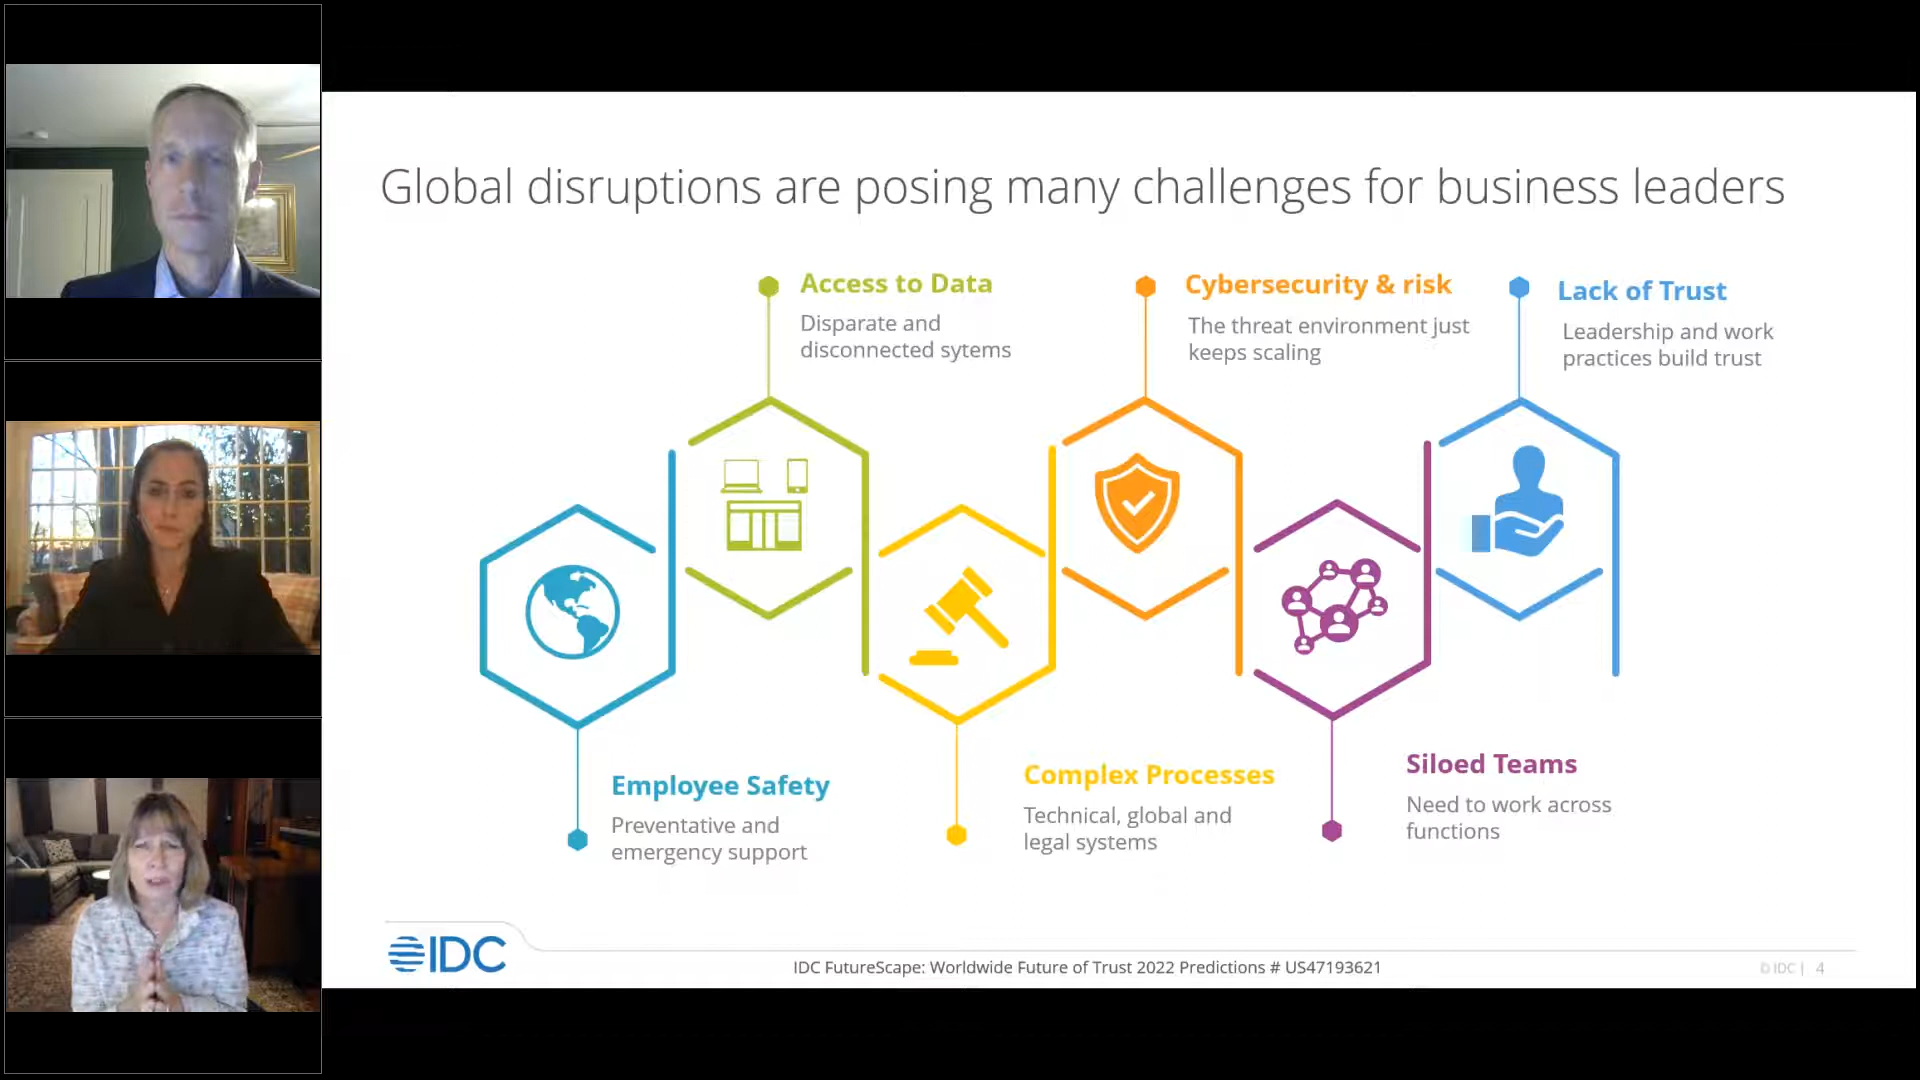 Global disruptions are posing many challenges for business leaders
Access to Data
Disparate and
disconnected sytems
Cybersecurity & risk
The threat environment just
keeps scaling
Lack of Trust
Leadership and work
practices build trust
Employee Safety
Preventative and
emergency support
Complex Processes
Technical, global and
legal systems
Siloed Teams
Need to work across
functions
IDC
IDC FutureScape: Worldwide Future of Trust 2022 Predictions # US47193621
© IDC | 4